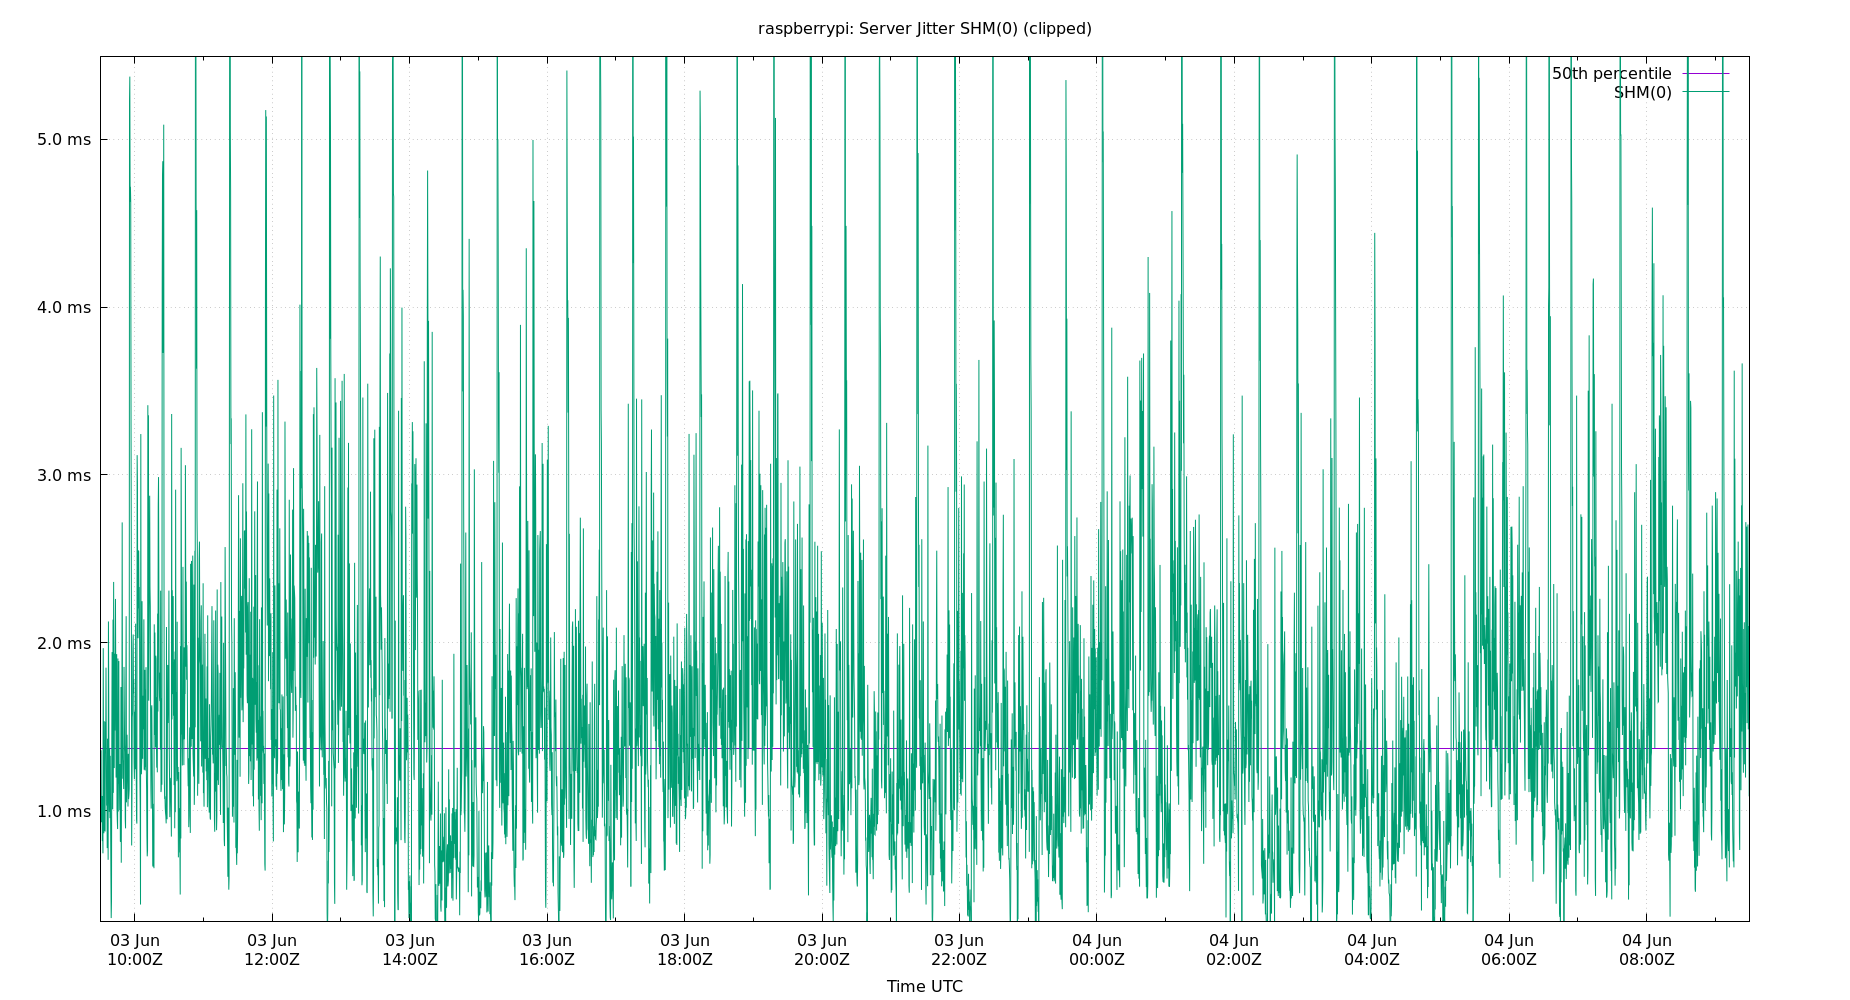 raspberrypi: Server Jitter SHM(0) (clipped)
50th percentile
SHM(0)
5.0 ms
4.0 ms
3.0 ms
2.0 ms
1.0 ms
03 Jun 03 Jun 03 Jun 03 Jun 03 Jun 03 Jun 03 Jun 04 Jun 04 Jun 04 Jun 04 Jun 04 Jun
10:00Z 12:00Z 14:00Z 16:00Z 18:00Z 20:00Z 22:00Z 00:00Z 02:00Z 04:00Z 06:00Z 08:00Z
Time UTC